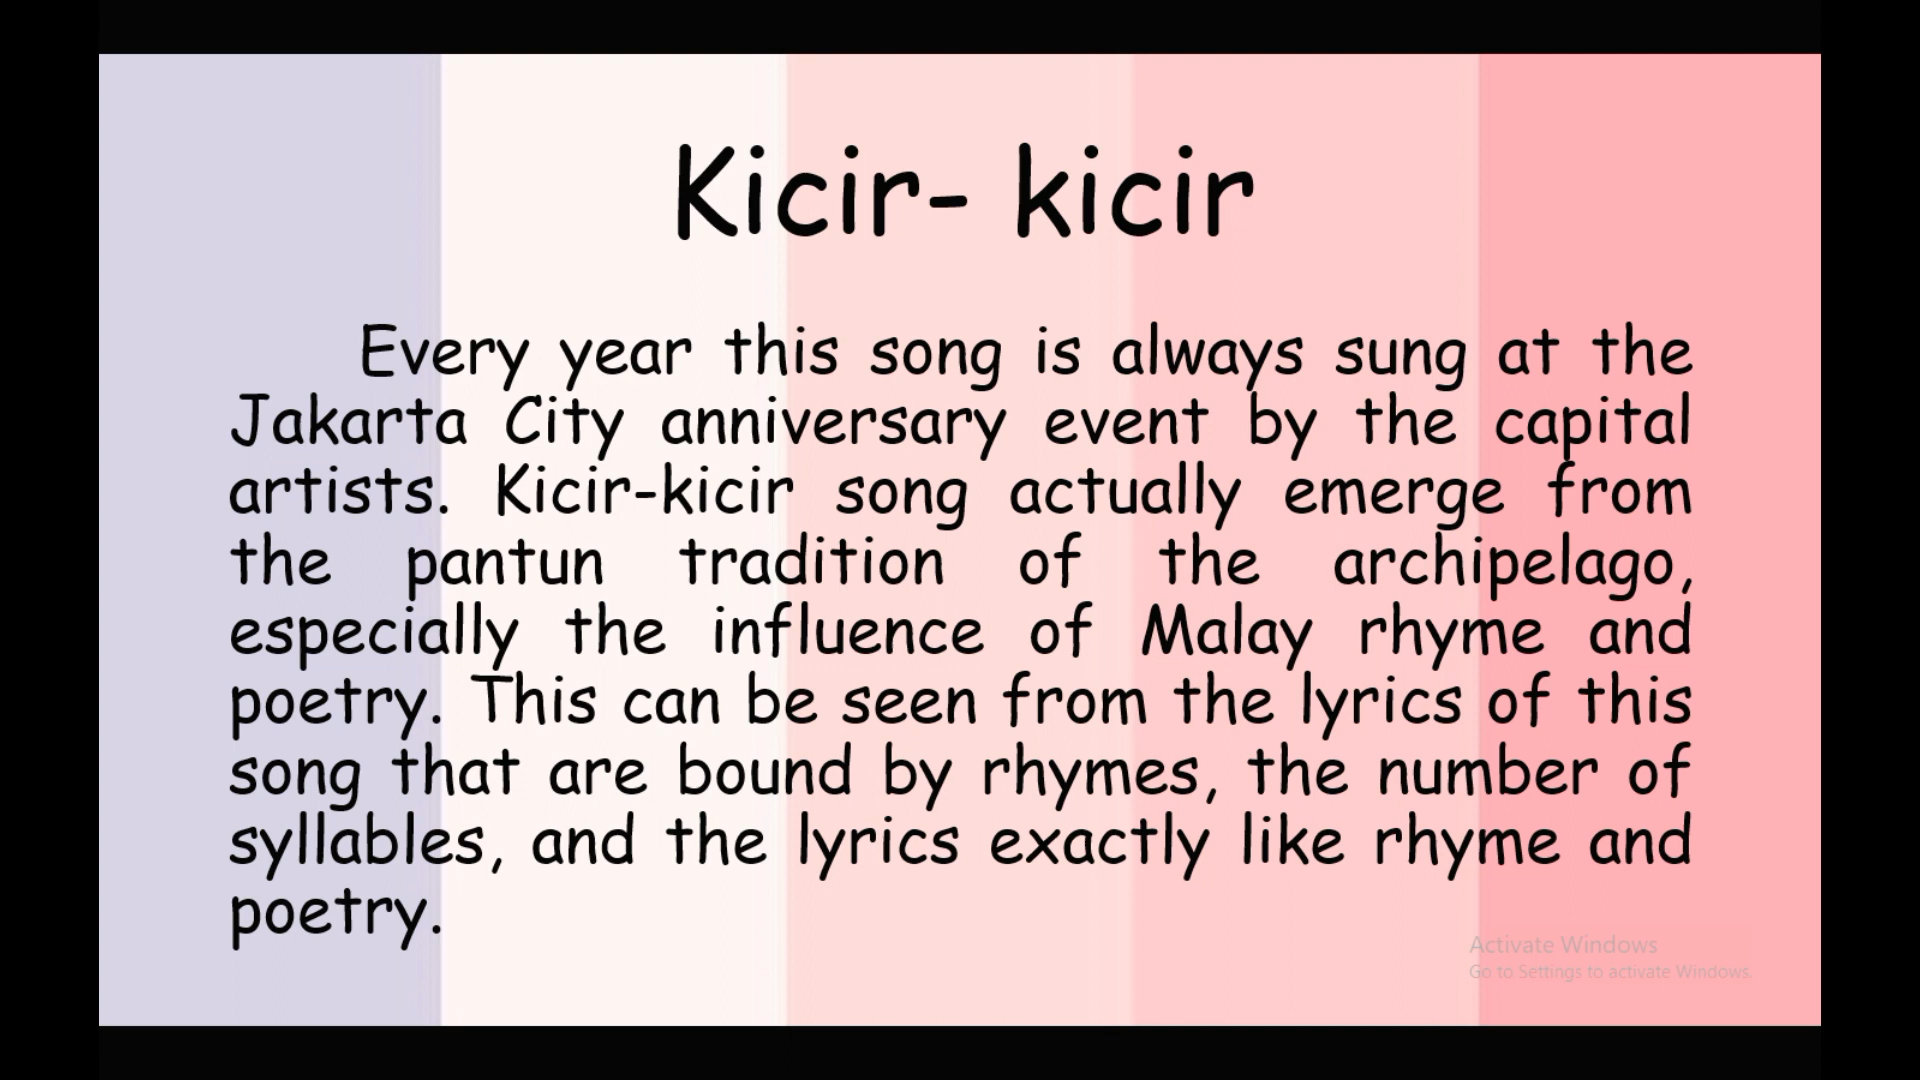 Kicir- kicir
Every year this song is always sung at the
Jakarta City anniversary event by the capital
artists. Kicir-kicir song actually emerge from
the pantun tradition of the archipelago,
especially the influence of Malay rhyme and
poetry. This can be seen from the lyrics of this
song that are bound by rhymes, the number of
syllables, and the lyrics exactly like rhyme and
poetry.
Activate Windows
Go to Settings to activate Windows.